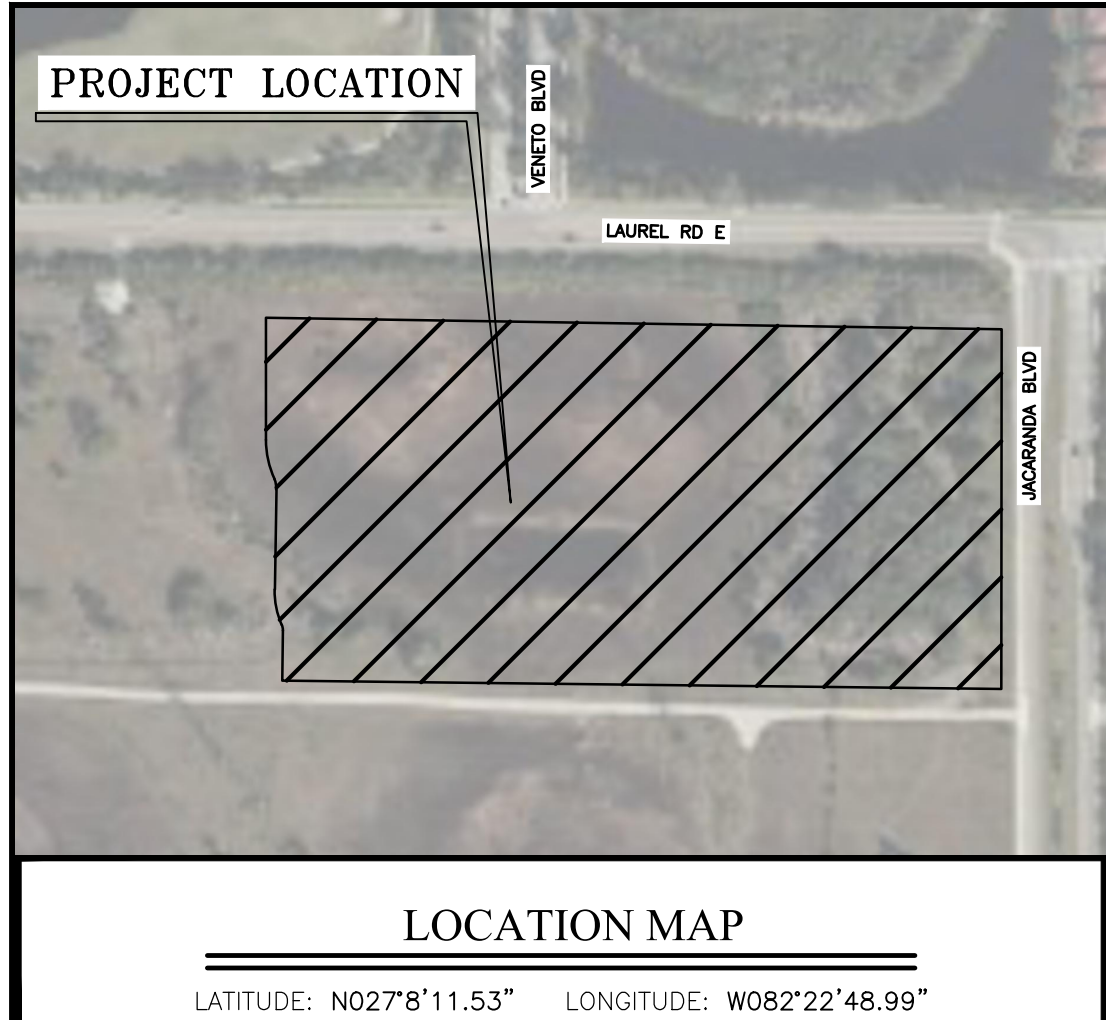 PROJECT LOCATION
VENETO BLVD
LAUREL RD E
JACARANDA BLVD
LOCATION MAP
LATITUDE: N027°8'11.53" LONGITUDE: W082°22'48.99"